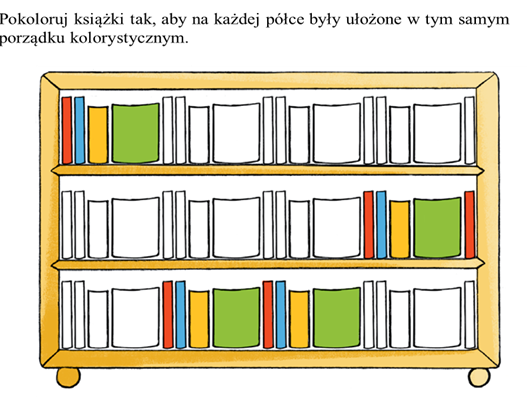 Pokoloruj książki tak, aby na każdej półce były ułożone w tym samym
porządku kolorystycznym.